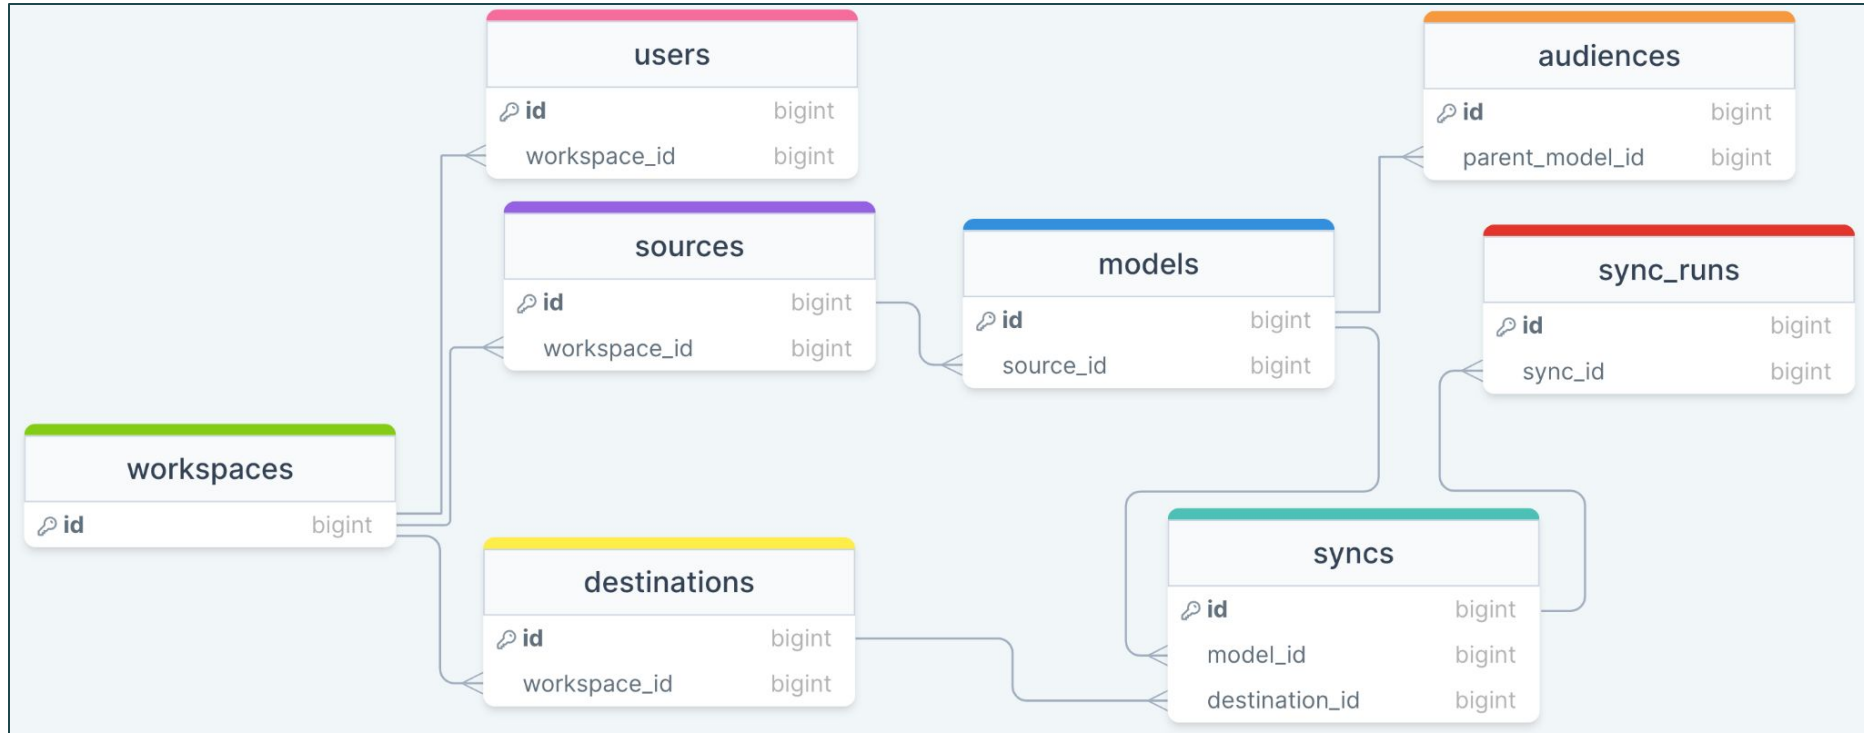 users
id bigint
workspace_id bigint
audiences
id bigint
parent_model_id bigint
sources
id bigint
workspace_id bigint
models
id bigint
source_id bigint
sync_runs
id bigint
sync_id bigint
workspaces
id bigint
destinations
id bigint
workspace_id bigint
syncs
id bigint
model_id bigint
destination_id bigint